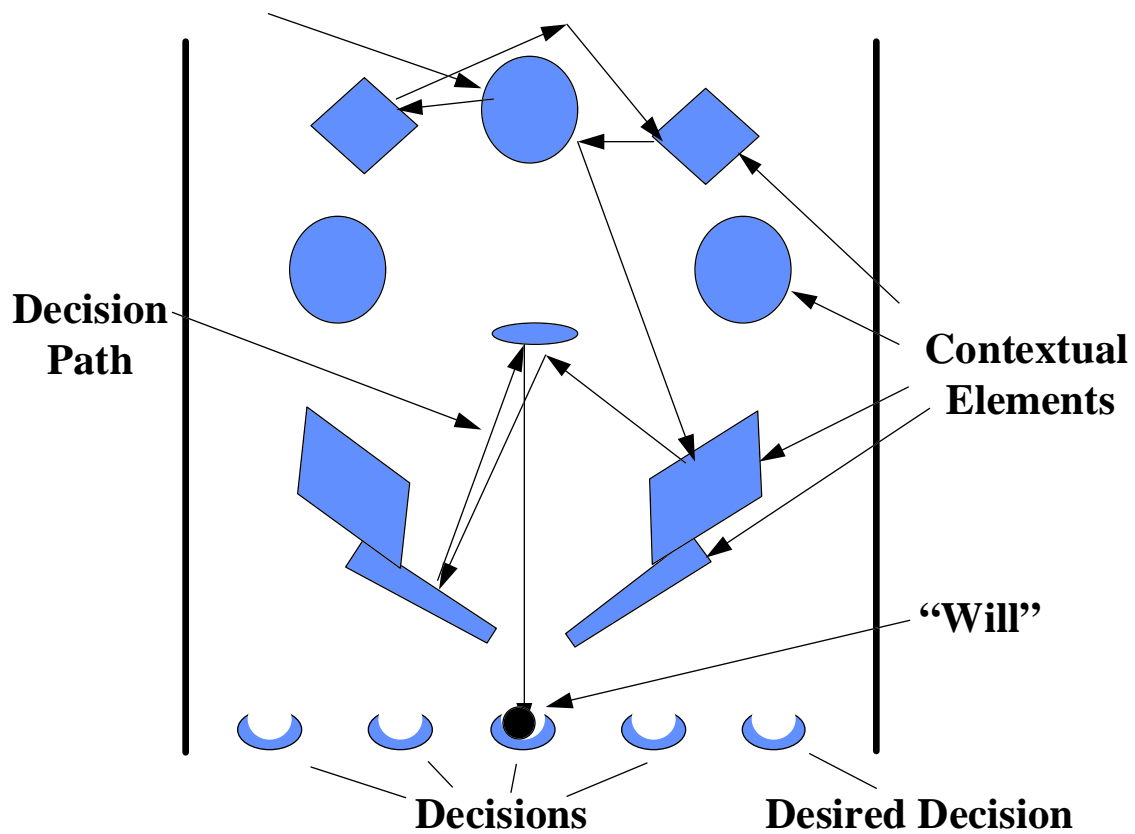 Decision
Path
Contextual
Elements
“Will”
Decisions
Desired Decision